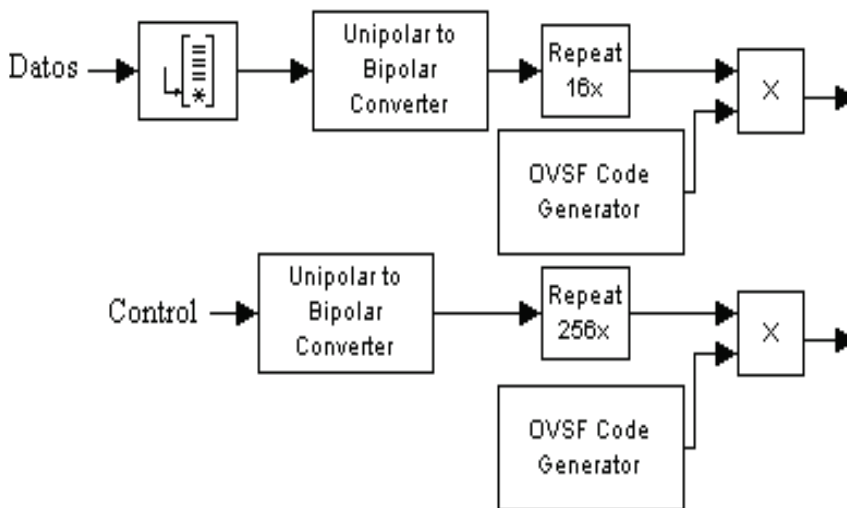 Datos
*
Unipolar to
Bipolar
Converter
Repeat
16x
X
OVSF Code
Generator
Control
Unipolar to
Bipolar
Converter
Repeat
256x
X
OVSF Code
Generator